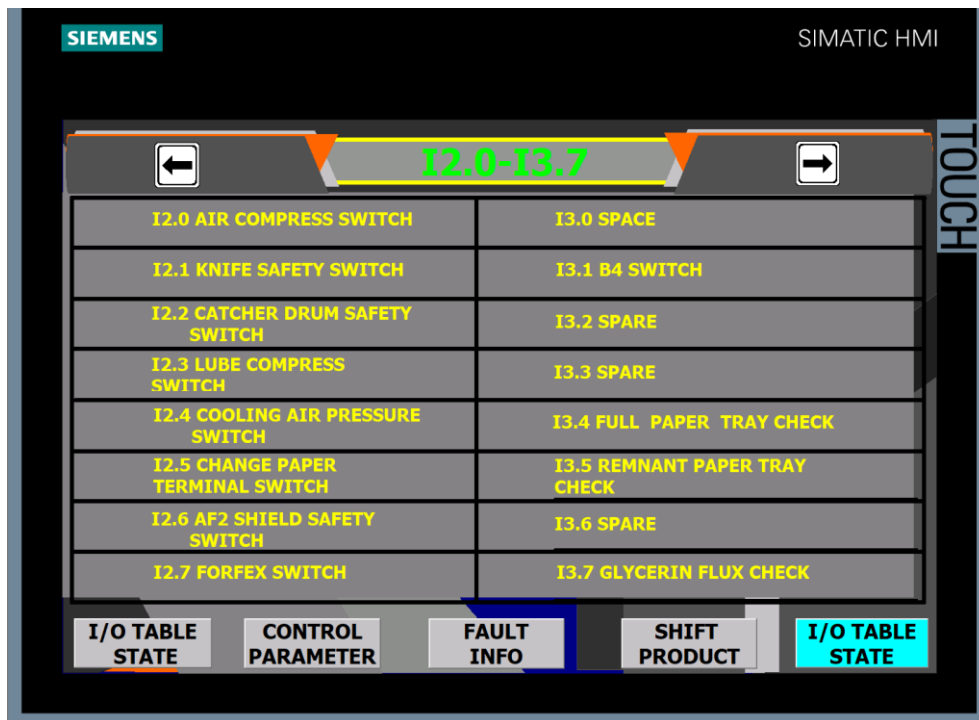 SIEMENS
SIMATIC HMI
TOUCH
I2.0-I3.7
I2.0 AIR COMPRESS SWITCH
I3.0 SPACE
I2.1 KNIFE SAFETY SWITCH
I3.1 B4 SWITCH
I2.2 CATCHER DRUM SAFETY
SWITCH
I3.2 SPARE
I2.3 LUBE COMPRESS
SWITCH
I3.3 SPARE
I2.4 COOLING AIR PRESSURE
SWITCH
I3.4 FULL PAPER TRAY CHECK
I2.5 CHANGE PAPER
TERMINAL SWITCH
I3.5 REMNANT PAPER TRAY
CHECK
I2.6 AF2 SHIELD SAFETY
SWITCH
I3.6 SPARE
I2.7 FORFEX SWITCH
I3.7 GLYCERIN FLUX CHECK
I/O TABLE
STATE
CONTROL
PARAMETER
FAULT
INFO
SHIFT
PRODUCT
I/O TABLE
STATE